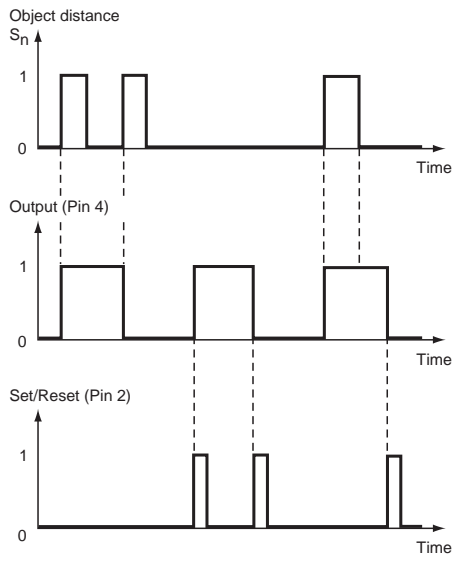 Object distance
Sn
1
0
Time
Output (Pin 4)
1
0
Time
Set/Reset (Pin 2)
1
0
Time